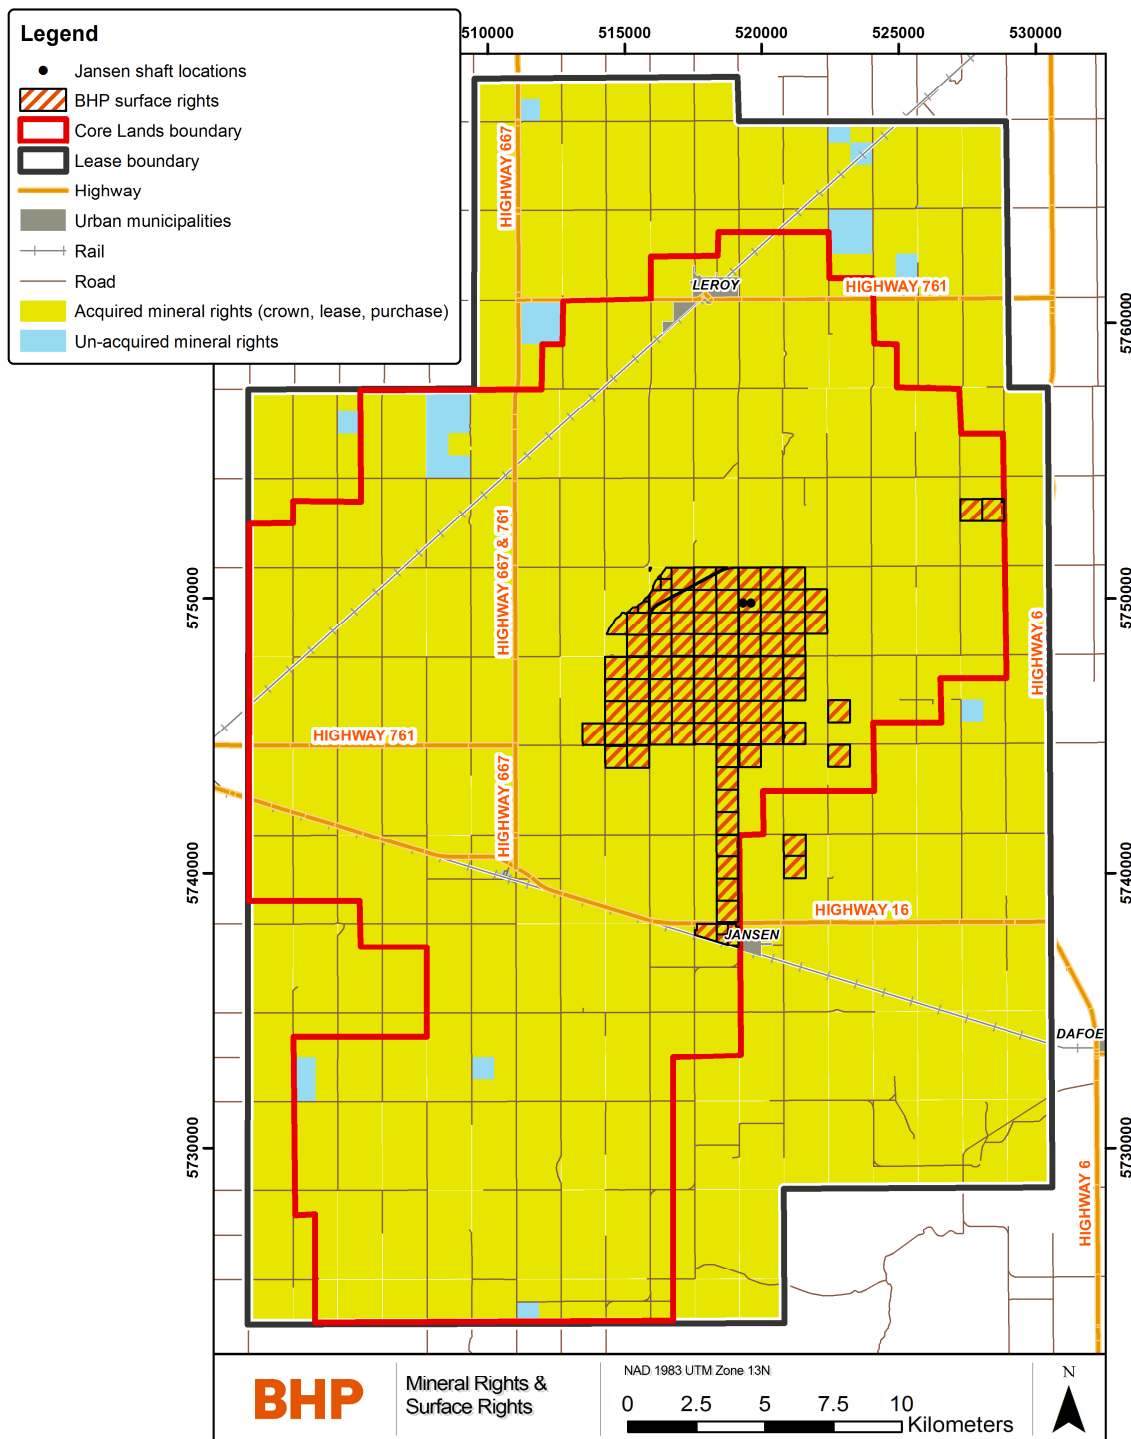 Legend
Jansen shaft locations
BHP surface rights
Core Lands boundary
Lease boundary
Highway
Urban municipalities
Rail
Road
Acquired mineral rights (crown, lease, purchase)
Un-acquired mineral rights
510000
515000
520000
525000
530000
HIGHWAY 667
LEROY
HIGHWAY 761
5760000
HIGHWAY 667 & 761
5750000
5750000
HIGHWAY 6
HIGHWAY 761
HIGHWAY 667
5740000
5740000
HIGHWAY 16
JANSEN
DAFOE
5730000
5730000
HIGHWAY 6
BHP
Mineral Rights &
Surface Rights
NAD 1983 UTM Zone 13N
0 2.5 5 7.5 10
Kilometers
N